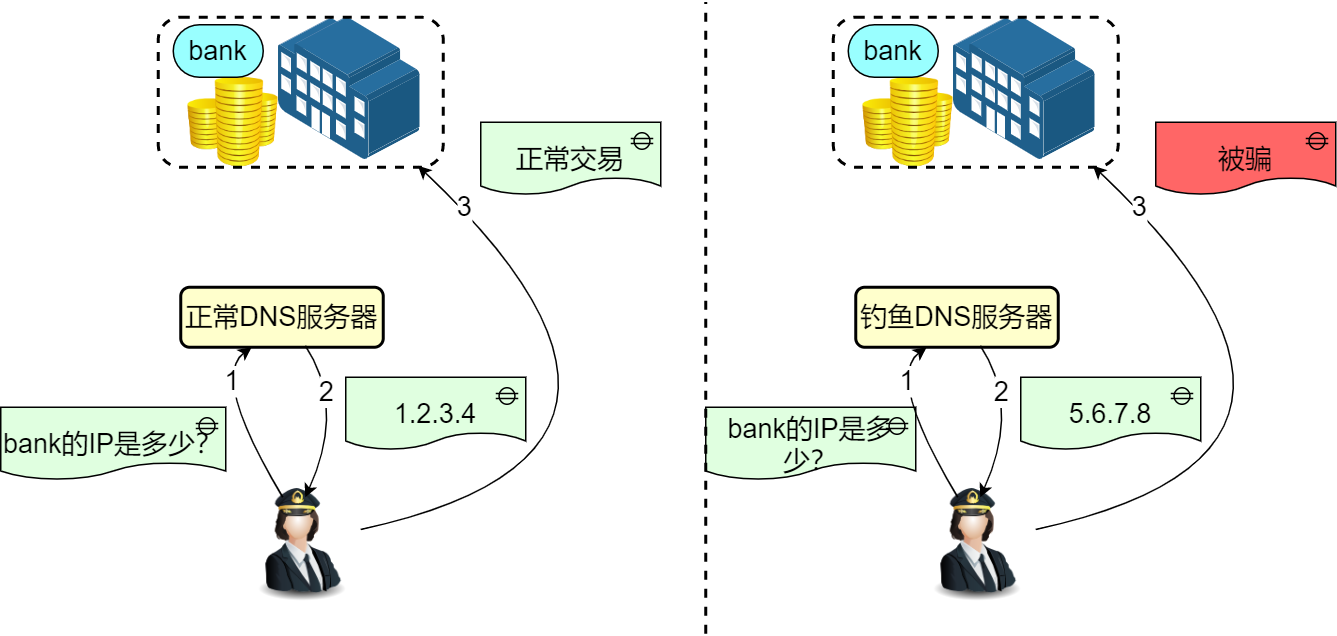 bank
正常交易
3
正常DNS服务器
1
2
1.2.3.4
bank的IP是多少?
bank
被骗
3
钓鱼DNS服务器
1
2
5.6.7.8
bank的IP是多
少?